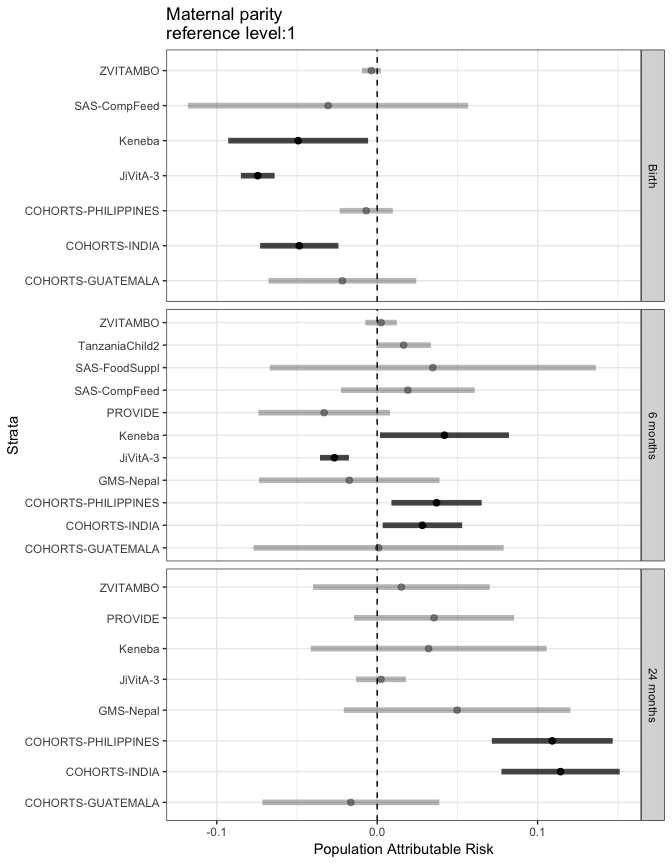 Maternal parity
reference level:1
Strata
ZVITAMBO
SAS-CompFeed
Keneba
JiVitA-3
COHORTS-PHILIPPINES
COHORTS-INDIA
COHORTS-GUATEMALA
Birth
ZVITAMBO
TanzaniaChild2
SAS-FoodSuppl
SAS-CompFeed
PROVIDE
Keneba
JiVitA-3
GMS-Nepal
COHORTS-PHILIPPINES
COHORTS-INDIA
COHORTS-GUATEMALA
6 months
ZVITAMBO
PROVIDE
Keneba
JiVitA-3
GMS-Nepal
COHORTS-PHILIPPINES
COHORTS-INDIA
COHORTS-GUATEMALA
24 months
-0.1 0.0 0.1
Population Attributable Risk